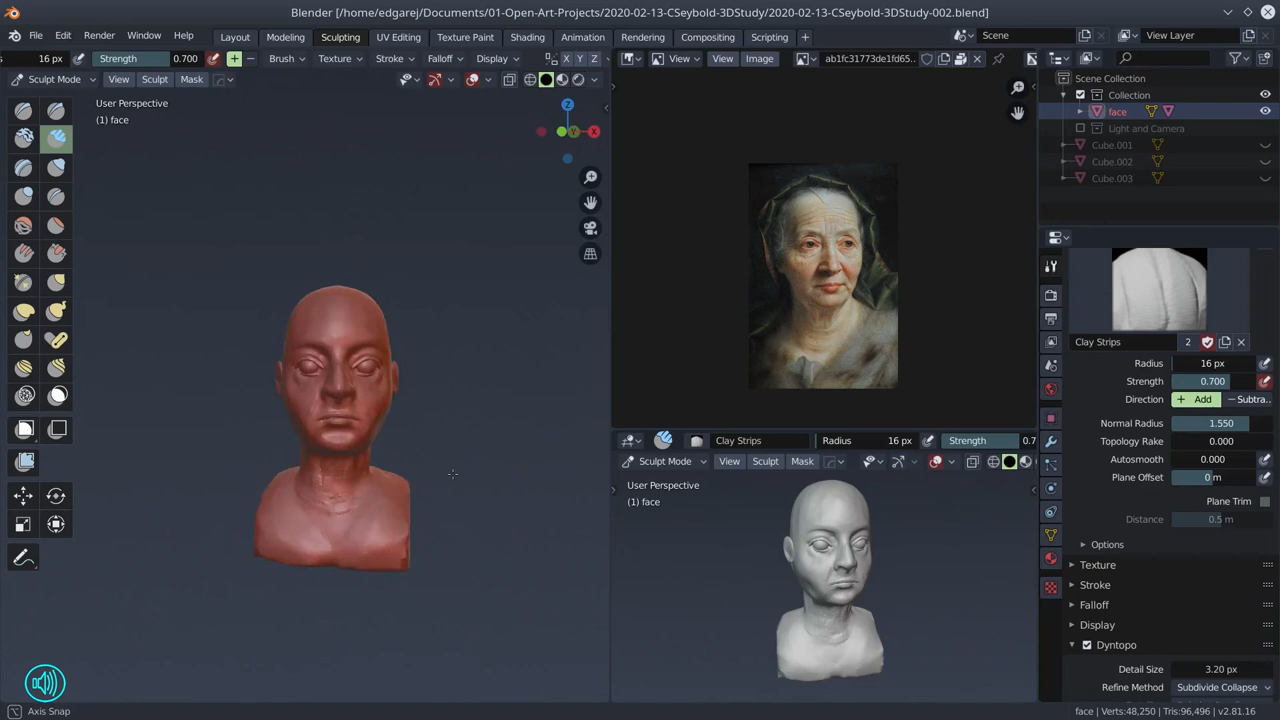 Blender [/home/edgarej/Documents/01-Open-Art-Projects/2020-02-13-CSeybold-3DStudy/2020-02-13-CSeybold-3DStudy-002.blend]
File Edit Render Window Help Layout Modeling Sculpting UV Editing Texture Paint Shading Animation Rendering Compositing Scripting + Scene View Layer
16 px Strength 0.700 Brush Texture Stroke Falloff Display X Y Z
Sculpt Mode View Sculpt Mask
User Perspective
(1) face
Z
Y
X
View View Image ab1fc31773de1fd65..
Scene Collection
Collection
face
Light and Camera
Cube.001
Cube.002
Cube.003
Clay Strips 2
Radius 16 px
Strength 0.700
Direction + Add − Subtra..
Normal Radius 1.550
Topology Rake 0.000
Autosmooth 0.000
Plane Offset 0 m
Plane Trim
Distance 0.5 m
Options
Texture
Stroke
Falloff
Display
Dyntopo
Detail Size 3.20 px
Refine Method Subdivide Collapse
Clay Strips Radius 16 px Strength 0.7
Sculpt Mode View Sculpt Mask
User Perspective
(1) face
Axis Snap
face | Verts:48,250 | Tris:96,496 | v2.81.16